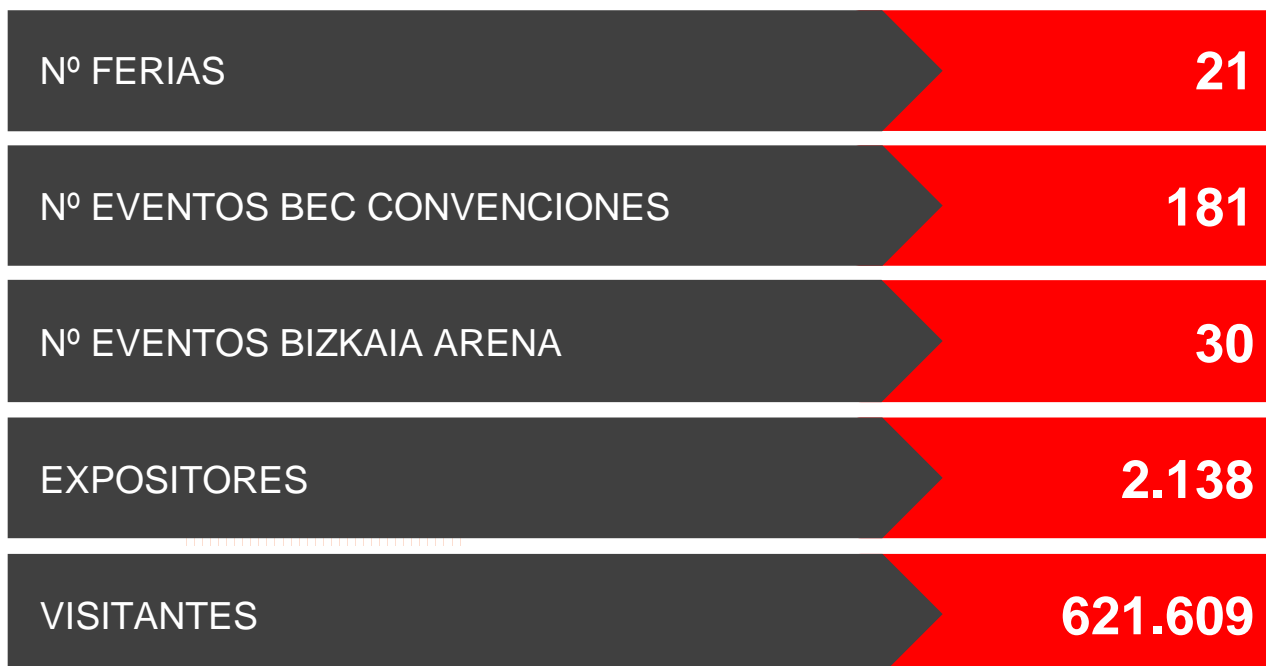 Nº FERIAS 21
Nº EVENTOS BEC CONVENCIONES 181
Nº EVENTOS BIZKAIA ARENA 30
EXPOSITORES 2.138
VISITANTES 621.609